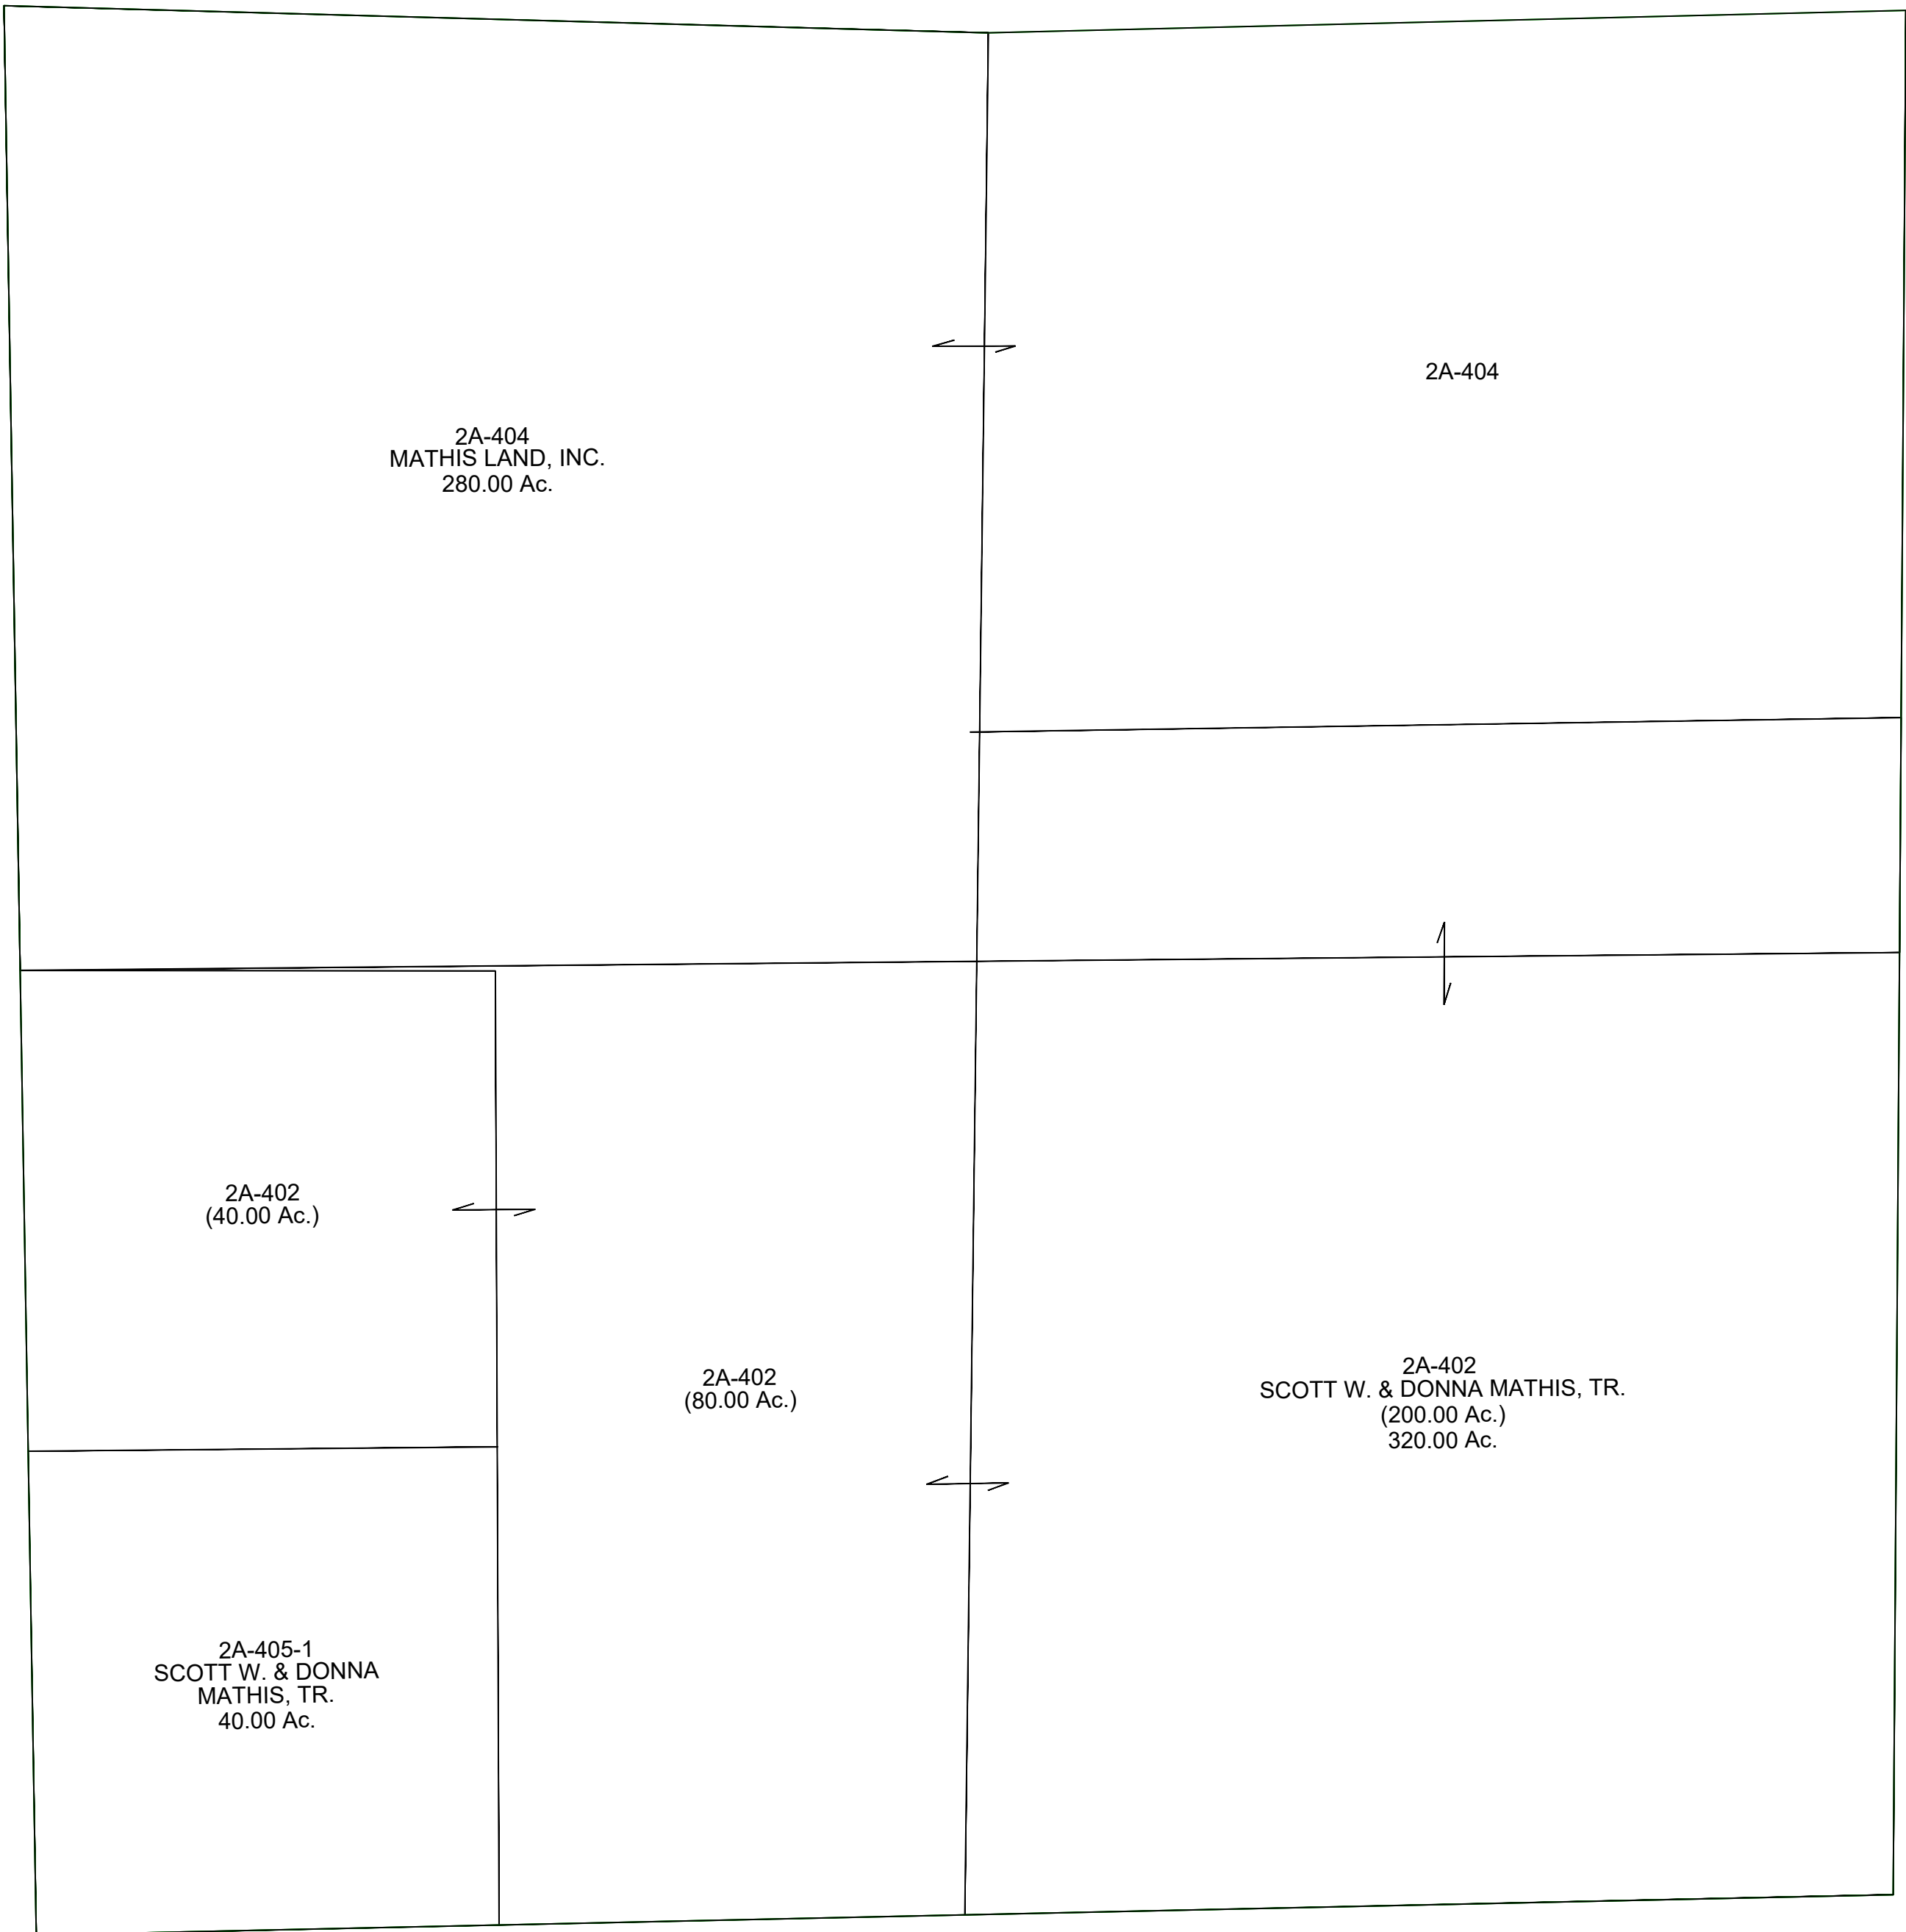 2A-404
2A-404
MATHIS LAND, INC.
280.00 Ac.
2A-402
(40.00 Ac.)
2A-402
(80.00 Ac.)
2A-402
SCOTT W. & DONNA MATHIS, TR.
(200.00 Ac.)
320.00 Ac.
2A-405-1
SCOTT W. & DONNA
MATHIS, TR.
40.00 Ac.